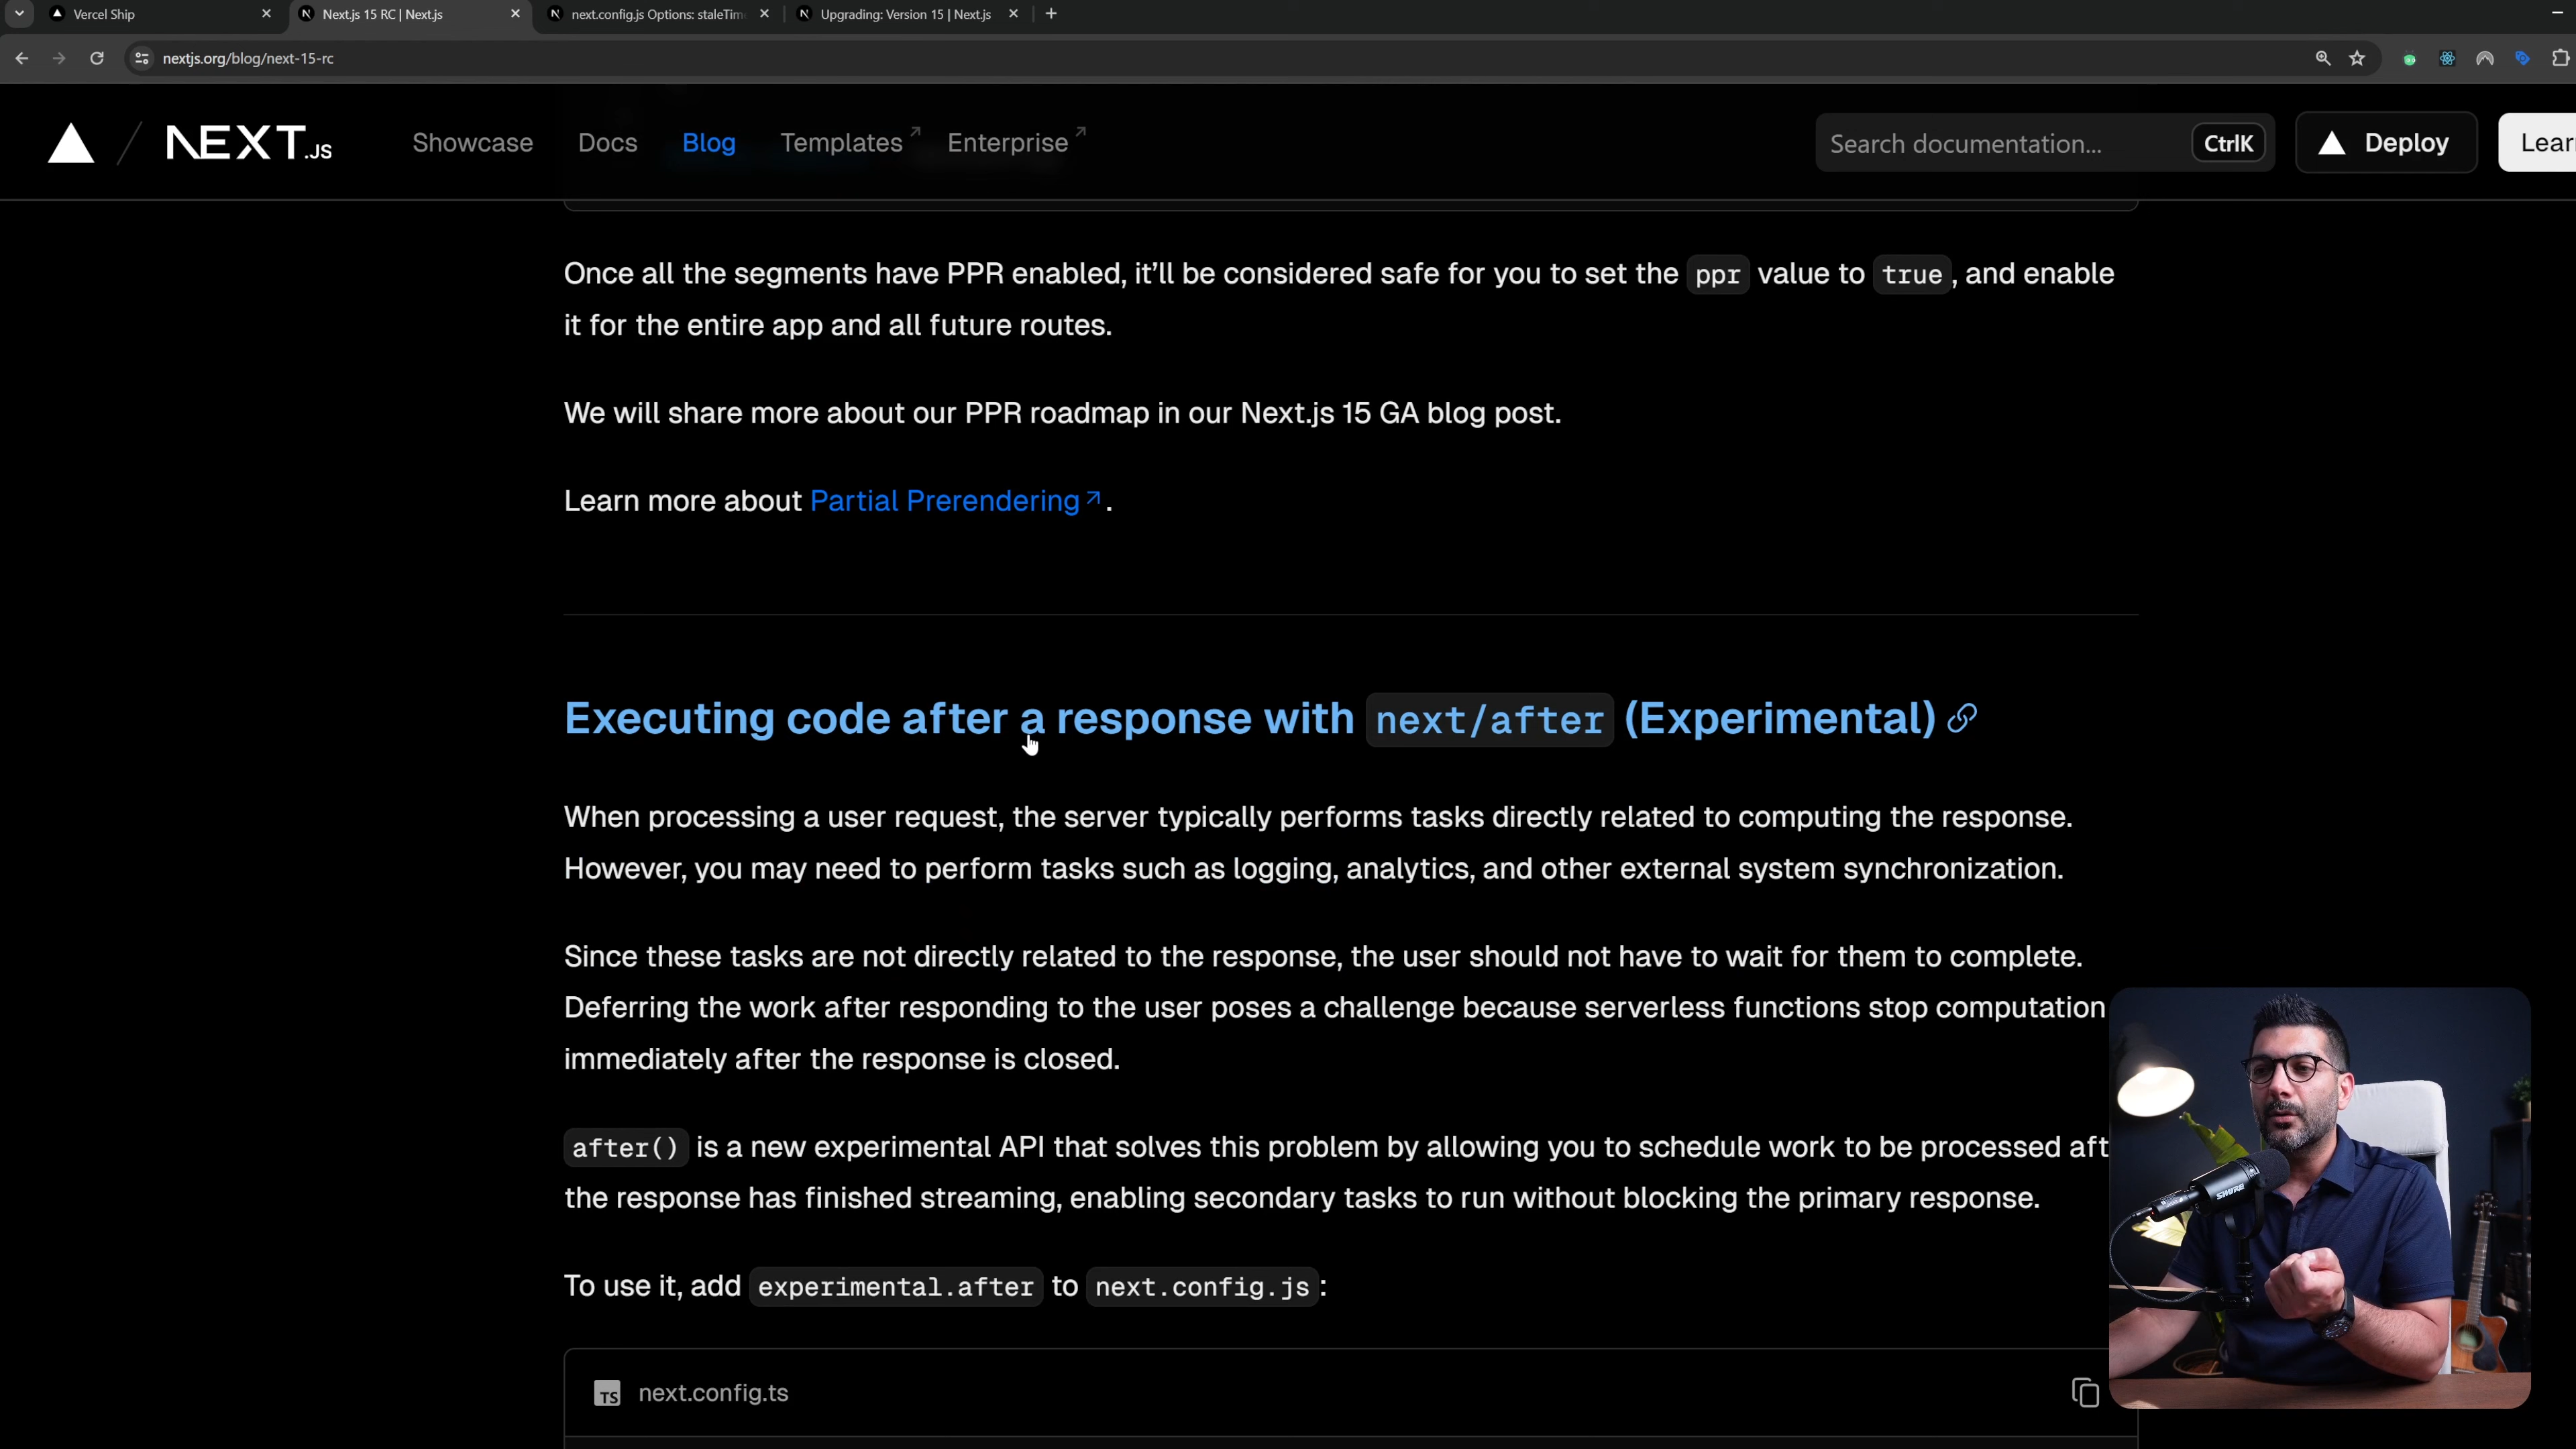 Vercel Ship
Next.js 15 RC | Next.js
next.config.js Options: staleTim
Upgrading: Version 15 | Next.js
nextjs.org/blog/next-15-rc
NEXT.JS
Showcase
Docs
Blog
Templates
Enterprise
Search documentation...
CtrlK
Deploy
Lear
Once all the segments have PPR enabled, it’ll be considered safe for you to set the ppr value to true, and enable
it for the entire app and all future routes.
We will share more about our PPR roadmap in our Next.js 15 GA blog post.
Learn more about Partial Prerendering.
Executing code after a response with next/after (Experimental)
When processing a user request, the server typically performs tasks directly related to computing the response.
However, you may need to perform tasks such as logging, analytics, and other external system synchronization.
Since these tasks are not directly related to the response, the user should not have to wait for them to complete.
Deferring the work after responding to the user poses a challenge because serverless functions stop computation
immediately after the response is closed.
after() is a new experimental API that solves this problem by allowing you to schedule work to be processed aft
the response has finished streaming, enabling secondary tasks to run without blocking the primary response.
To use it, add experimental.after to next.config.js:
TS next.config.ts
SHURE